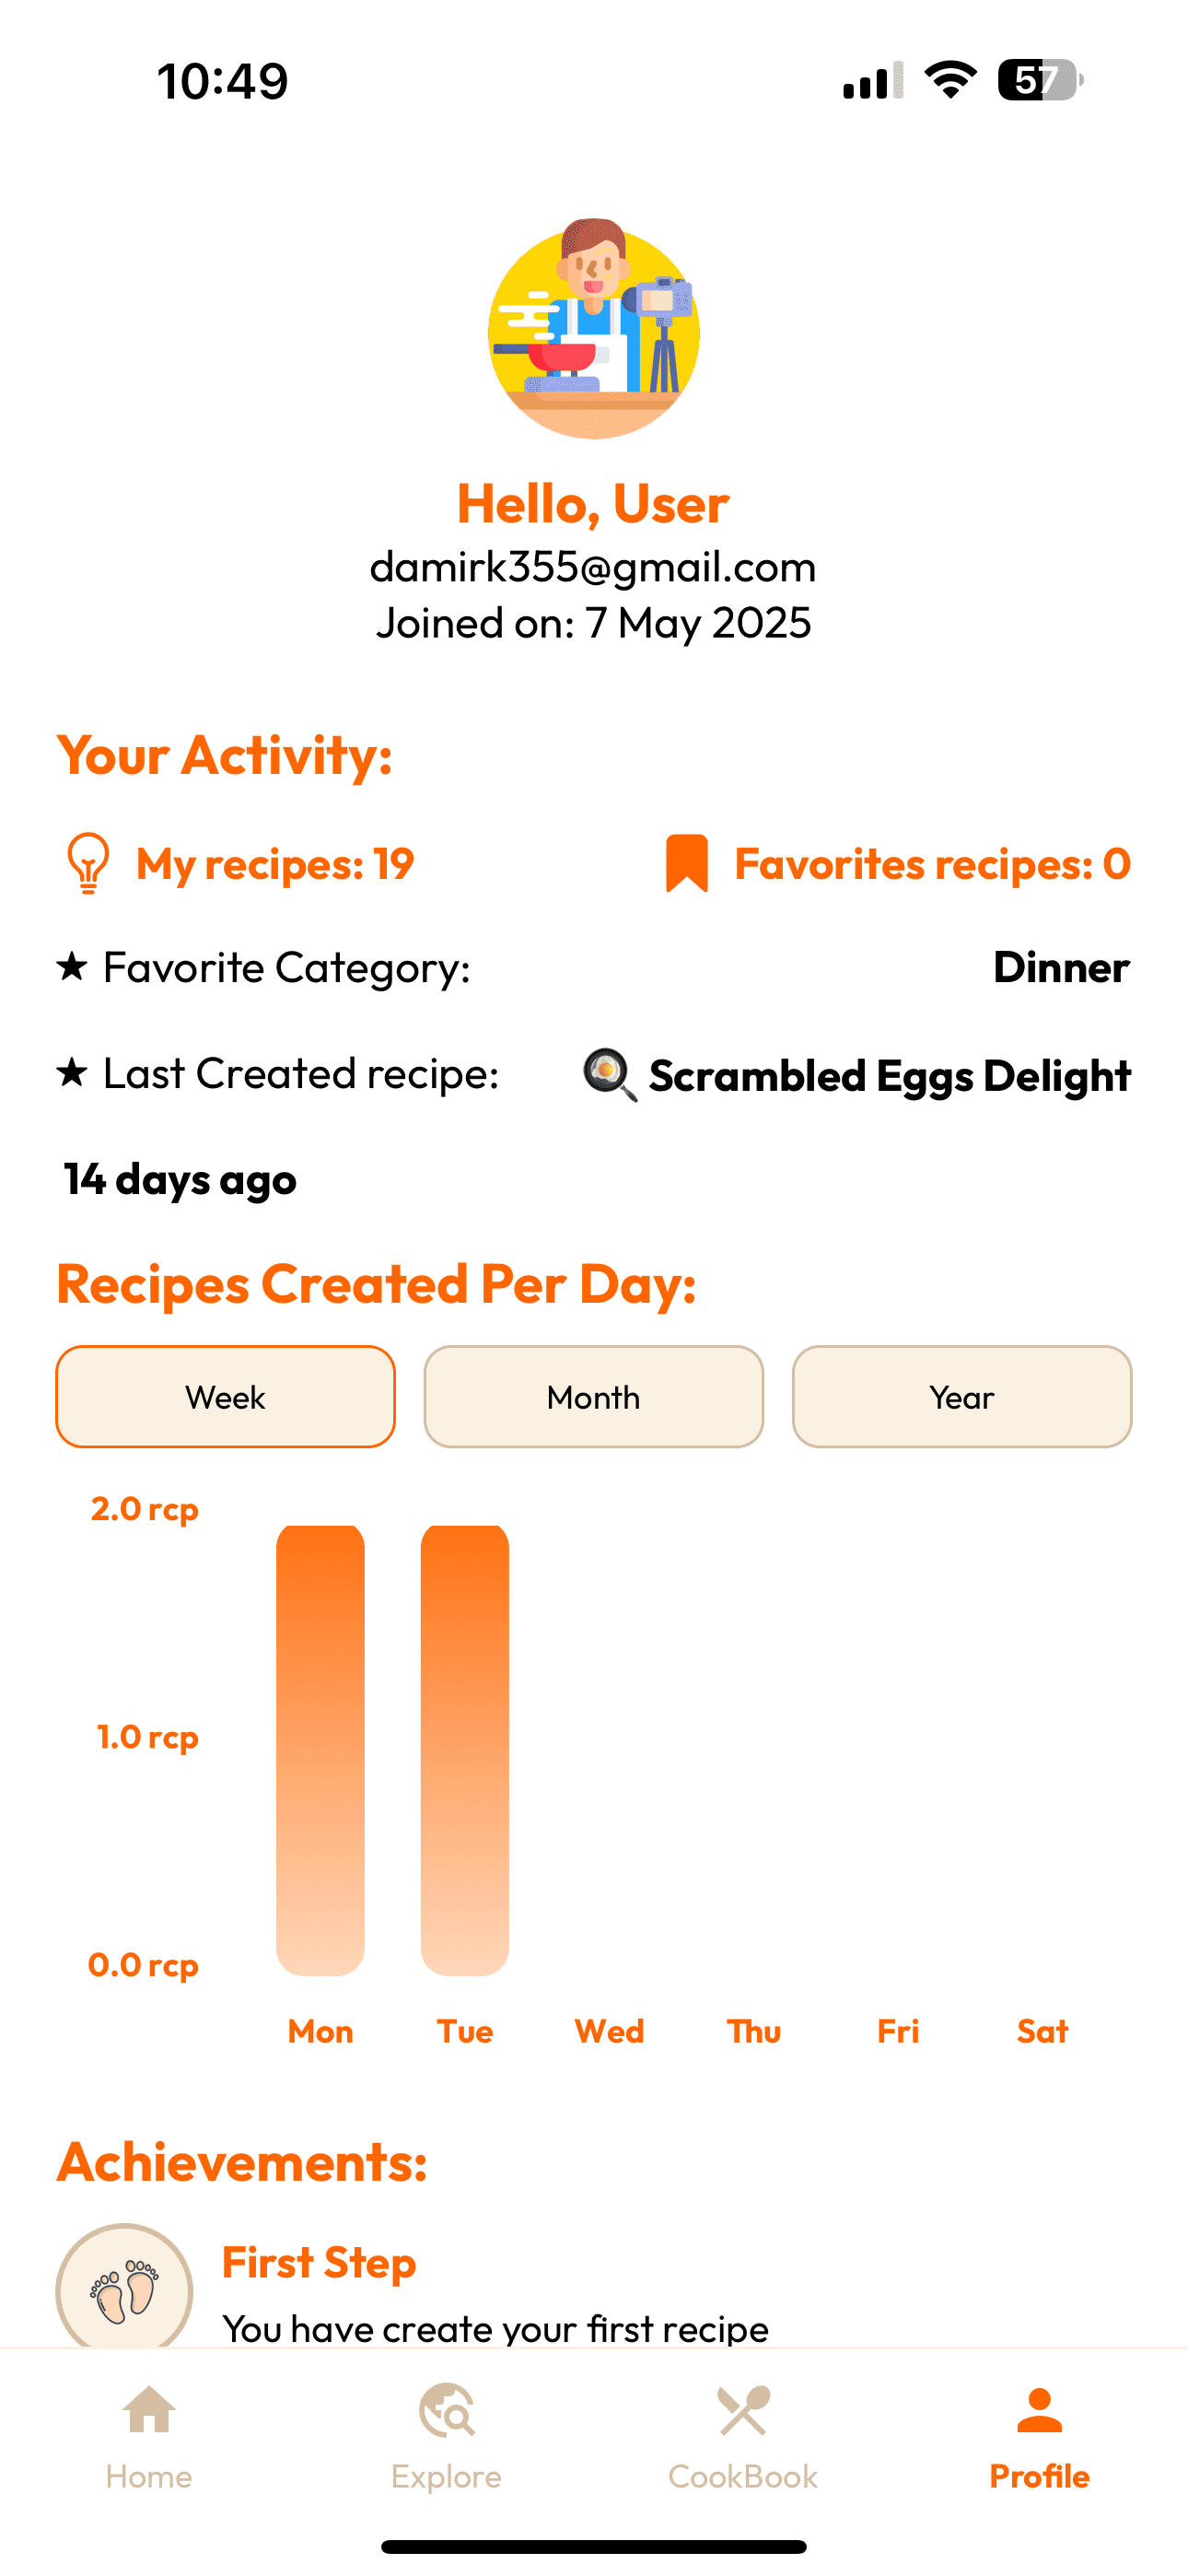 10:49
57
Hello, User
damirk355@gmail.com
Joined on: 7 May 2025
Your Activity:
My recipes: 19
Favorites recipes: 0
★ Favorite Category: Dinner
★ Last Created recipe: 🍳 Scrambled Eggs Delight
14 days ago
Recipes Created Per Day:
Week Month Year
2.0 rcp
1.0 rcp
0.0 rcp
Mon Tue Wed Thu Fri Sat
Achievements:
First Step
You have create your first recipe
Home Explore CookBook Profile